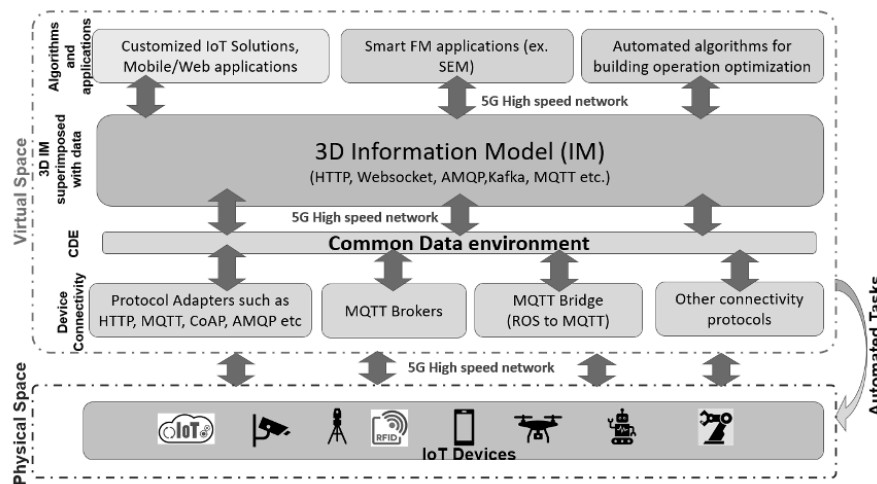 Algorithms
and
applications
Customized IoT Solutions,
Mobile/Web applications
Smart FM applications (ex.
SEM)
Automated algorithms for
building operation optimization
5G High speed network
Virtual Space
3D IM
superimposed
with data
3D Information Model (IM)
(HTTP, Websocket, AMQP,Kafka, MQTT etc.)
5G High speed network
CDE
Common Data environment
Device
Connectivity
Protocol Adapters such as
HTTP, MQTT, CoAP, AMQP etc
MQTT Brokers
MQTT Bridge
(ROS to MQTT)
Other connectivity
protocols
Automated Tasks
5G High speed network
Physical Space
IoT
RFID
IoT Devices